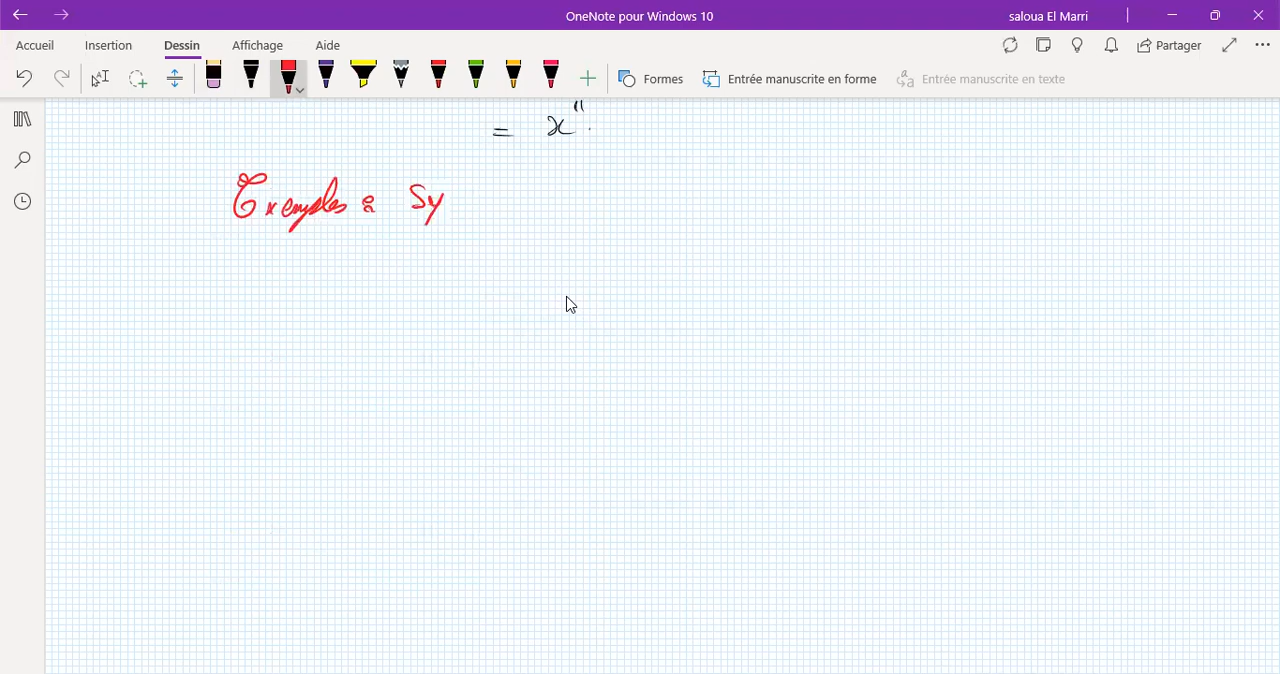 OneNote pour Windows 10
saloua El Marri
Accueil Insertion Dessin Affichage Aide
Partager
Formes Entrée manuscrite en forme Entrée manuscrite en texte
= x"
Exemples : Sy